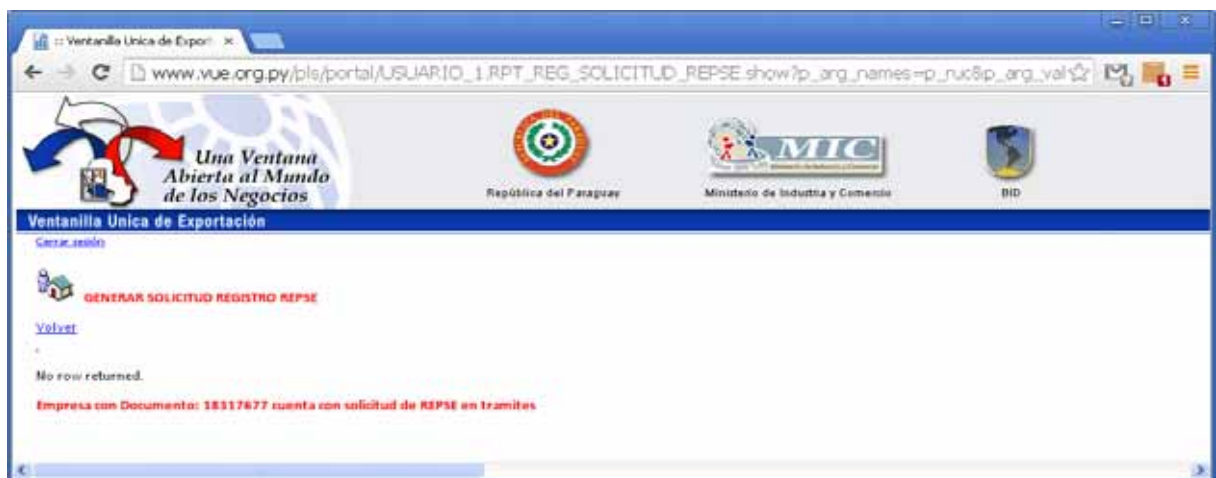 :: Ventanilla Unica de Export
www.vue.org.py/pls/portal/USUARIO_1.RPT_REG_SOLICITUD_REPSE.show?p_arg_names=p_ruc&p_arg_val
Una Ventana
Abierta al Mundo
de los Negocios
República del Paraguay
MIC
Ministerio de Industria y Comercio
BID
Ventanilla Unica de Exportación
Cerrar sesión
GENERAR SOLICITUD REGISTRO REPSE
Volver
No row returned.
Empresa con Documento: 18317677 cuenta con solicitud de REPSE en tramites